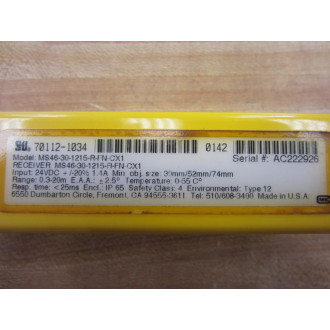 70112-1034 0142
Model: MS46-30-1215-R-FN-OX1 Serial #: AC222926
RECEIVER MS46-30-1215-R-FN-OX1
Input: 24VDC + /-20% 1.1A Min. obj. size: 30mm/52mm/74mm
Range: 0.3-20m E.A.A.: ± 2.5° Temperature: 0-55 C°
Resp. time: < 25ms Encl.: IP 65 Safety Class: 4 Environmental: Type 12
6550 Dumbarton Circle, Fremont, CA 94555-3611 Tel: 510/608-3400 Made in U.S.A.